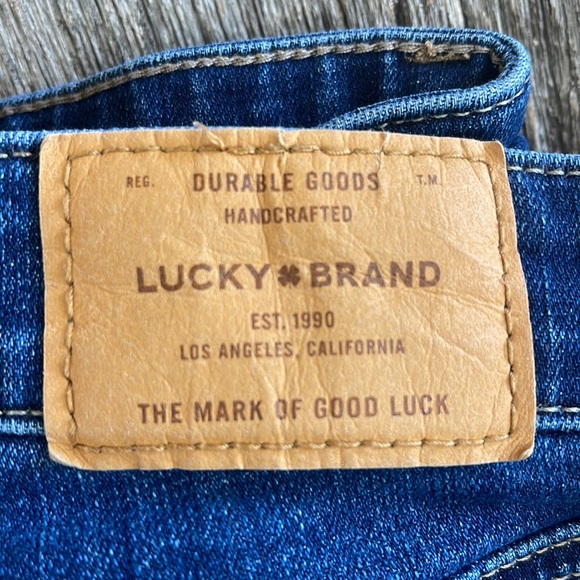 REG. DURABLE GOODS T.M.
HANDCRAFTED
LUCKY BRAND
EST. 1990
LOS ANGELES, CALIFORNIA
THE MARK OF GOOD LUCK